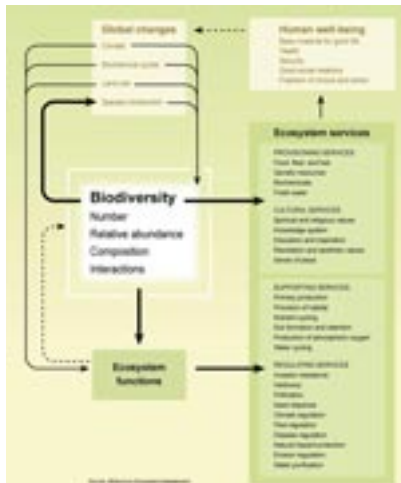 Global changes
Climate
Biochemical cycles
Land use
Species introduction
Human well-being
Basic material for good life
Health
Security
Good social relations
Freedom of choice and action
Ecosystem services
PROVISIONING SERVICES
Food, fiber, and fuel
Genetic resources
Biochemicals
Fresh water
CULTURAL SERVICES
Spiritual and religious values
Knowledge system
Education and inspiration
Recreation and aesthetic values
Sense of place
Biodiversity
Number
Relative abundance
Composition
Interactions
SUPPORTING SERVICES
Primary production
Provision of habitat
Nutrient cycling
Soil formation and retention
Production of atmospheric oxygen
Water cycling
Ecosystem
functions
REGULATING SERVICES
Invasion resistance
Herbivory
Pollination
Seed dispersal
Climate regulation
Pest regulation
Disease regulation
Natural hazard protection
Erosion regulation
Water purification